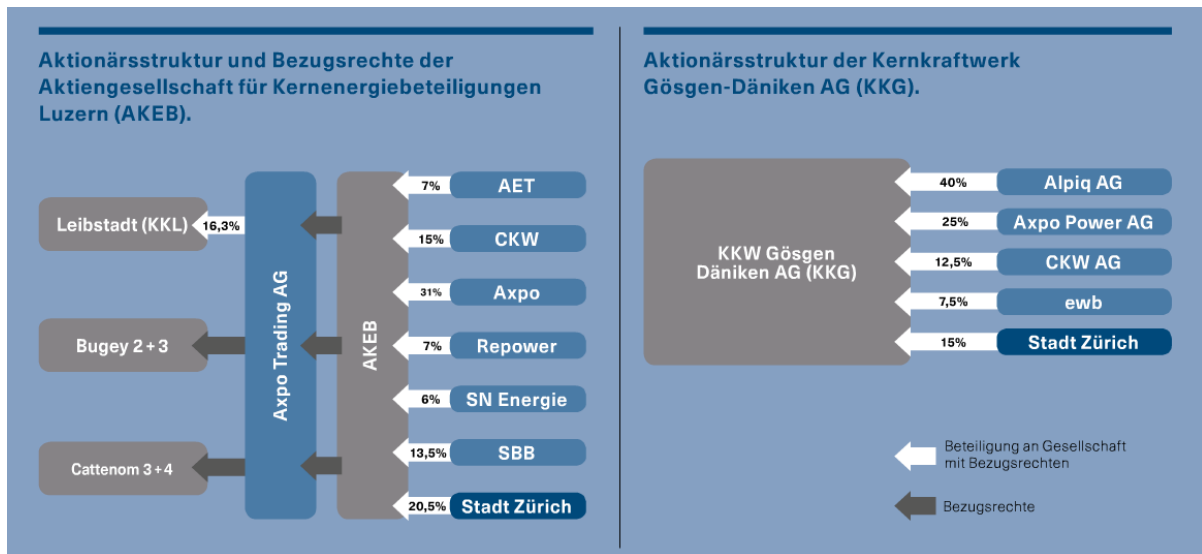 Aktionärsstruktur und Bezugsrechte der
Aktiengesellschaft für Kernenergiebeteiligungen
Luzern (AKEB).
Leibstadt (KKL)
16,3%
Bugey 2+3
Cattenom 3+4
Axpo Trading AG
AKEB
7% AET
15% CKW
31% Axpo
7% Repower
6% SN Energie
13,5% SBB
20,5% Stadt Zürich
Aktionärsstruktur der Kernkraftwerk
Gösgen-Däniken AG (KKG).
KKW Gösgen
Däniken AG (KKG)
40% Alpiq AG
25% Axpo Power AG
12,5% CKW AG
7,5% ewb
15% Stadt Zürich
Beteiligung an Gesellschaft
mit Bezugsrechten
Bezugsrechte